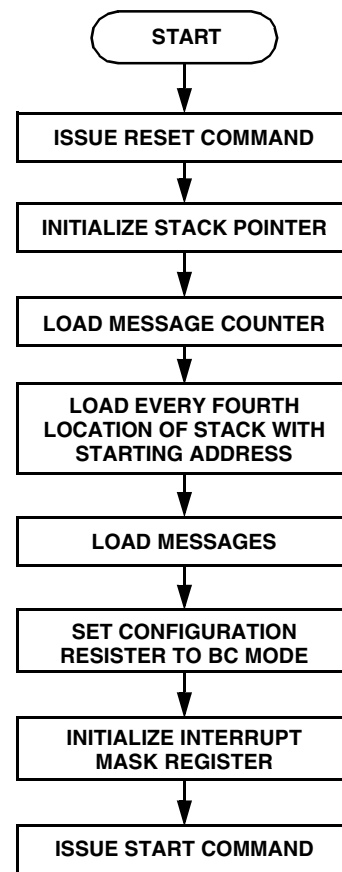 START
ISSUE RESET COMMAND
INITIALIZE STACK POINTER
LOAD MESSAGE COUNTER
LOAD EVERY FOURTH
LOCATION OF STACK WITH
STARTING ADDRESS
LOAD MESSAGES
SET CONFIGURATION
RESISTER TO BC MODE
INITIALIZE INTERRUPT
MASK REGISTER
ISSUE START COMMAND